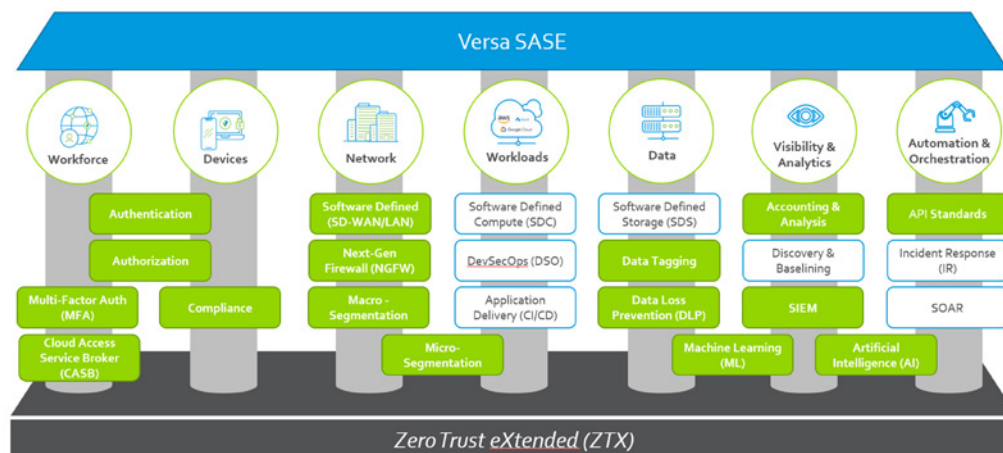 Versa SASE
Workforce
Devices
Network
aws
Google Cloud
Workloads
Data
Visibility &
Analytics
Automation &
Orchestration
Authentication
Software Defined
(SD-WAN/LAN)
Software Defined
Compute (SDC)
Software Defined
Storage (SDS)
Accounting &
Analysis
API Standards
Authorization
Next-Gen
Firewall (NGFW)
DevSecOps (DSO)
Data Tagging
Discovery &
Baselining
Incident Response
(IR)
Multi-Factor Auth
(MFA)
Compliance
Macro -
Segmentation
Application
Delivery (CI/CD)
Data Loss
Prevention (DLP)
SIEM
SOAR
Cloud Access
Service Broker
(CASB)
Micro-
Segmentation
Machine Learning
(ML)
Artificial
Intelligence (AI)
Zero Trust eXtended (ZTX)